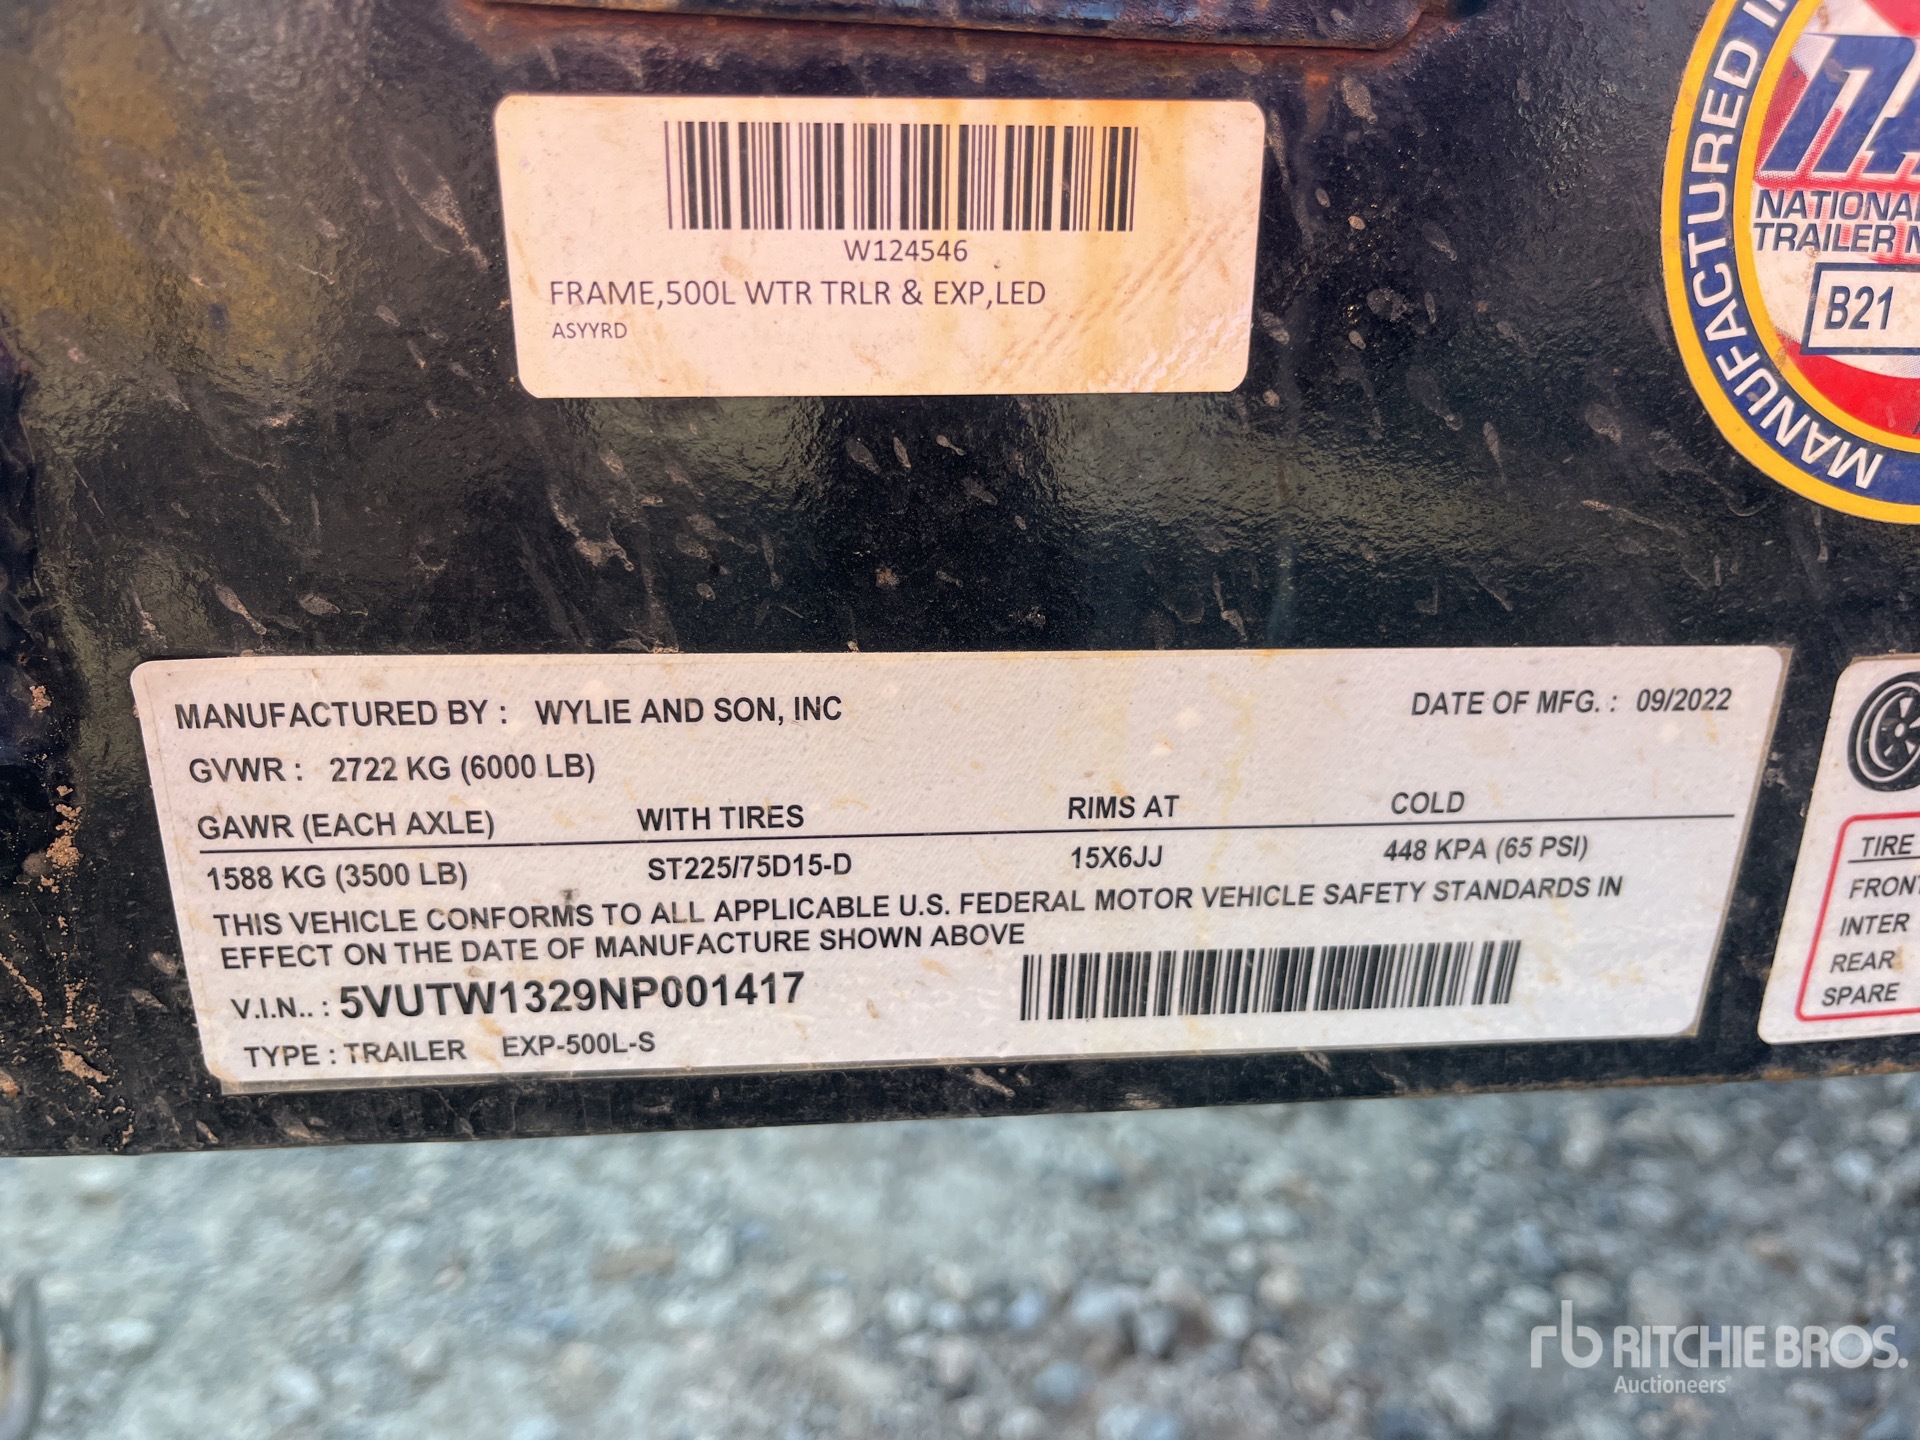 W124546
FRAME,500L WTR TRLR & EXP,LED
ASYYRD
MANUFACTURED IN
NATIONAL
TRAILER
B21
MANUFACTURED BY : WYLIE AND SON, INC DATE OF MFG. : 09/2022
GVWR : 2722 KG (6000 LB)
GAWR (EACH AXLE) WITH TIRES RIMS AT COLD
1588 KG (3500 LB) ST225/75D15-D 15X6JJ 448 KPA (65 PSI)
THIS VEHICLE CONFORMS TO ALL APPLICABLE U.S. FEDERAL MOTOR VEHICLE SAFETY STANDARDS IN
EFFECT ON THE DATE OF MANUFACTURE SHOWN ABOVE
V.I.N.. : 5VUTW1329NP001417
TYPE : TRAILER EXP-500L-S
TIRE
FRONT
INTER
REAR
SPARE
rb RITCHIE BROS.
Auctioneers